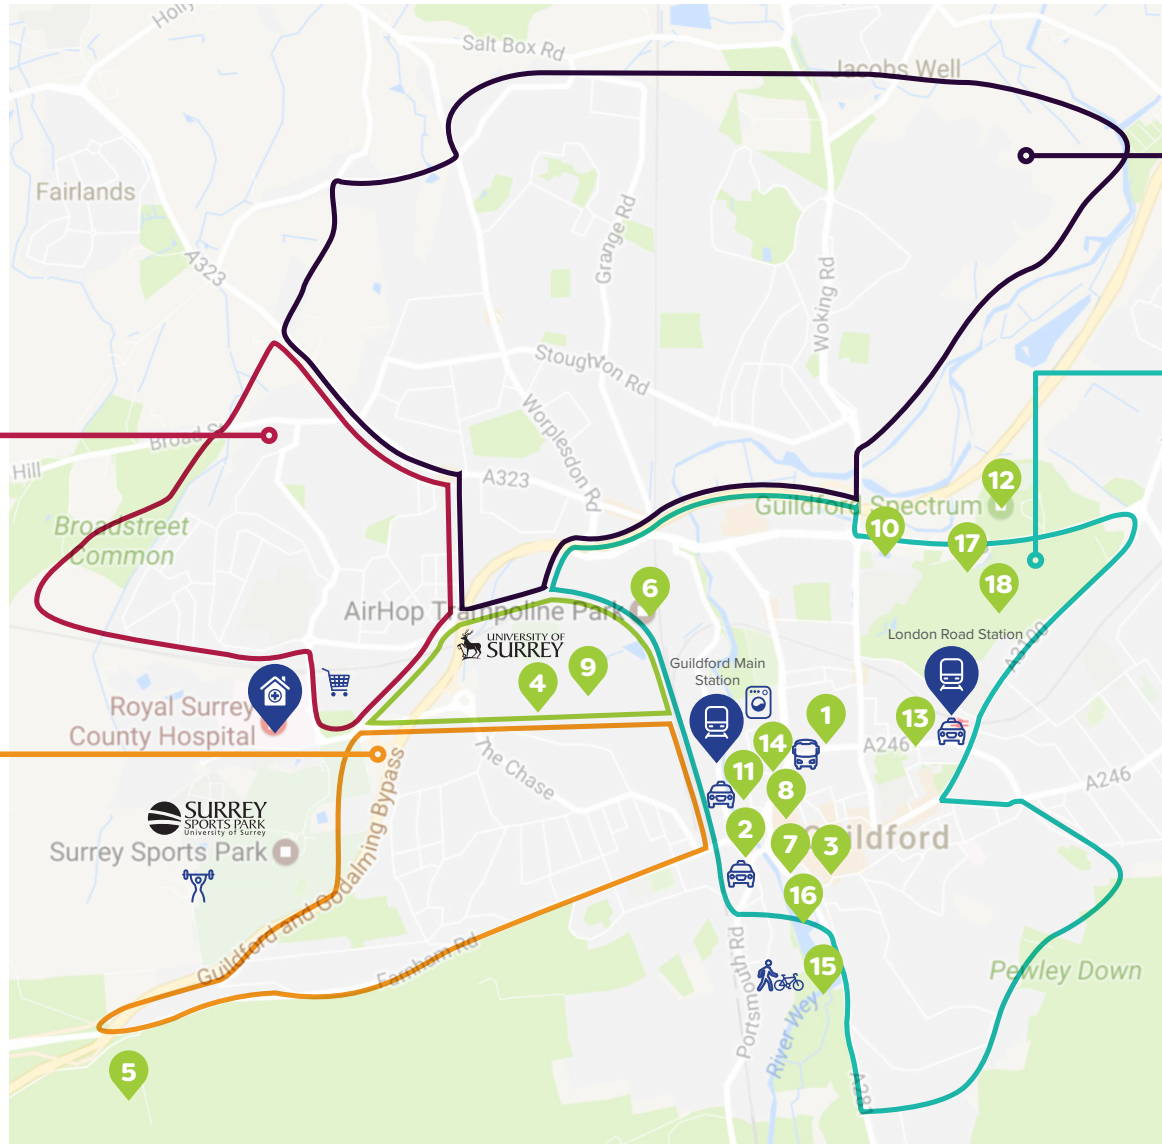 Holly
Salt Box Rd
Jacobs Well
Fairlands
A323
Grange Rd
Woking Rd
Stoughton Rd
Worplesdon Rd
Broad St
Hill
A323
Guildford Spectrum
12
10
17
18
Broadstreet
Common
AirHop Trampoline Park
6
UNIVERSITY OF
SURREY
4
9
London Road Station
Guildford Main
Station
Royal Surrey
County Hospital
1
13
14
A246
11
8
A246
The Chase
2
7
3
Guildford
16
SURREY
SPORTS PARK
University of Surrey
Surrey Sports Park
Guildford and Godalming Bypass
Farnham Rd
Portsmouth Rd
15
River Wey
Pewley Down
5
A281